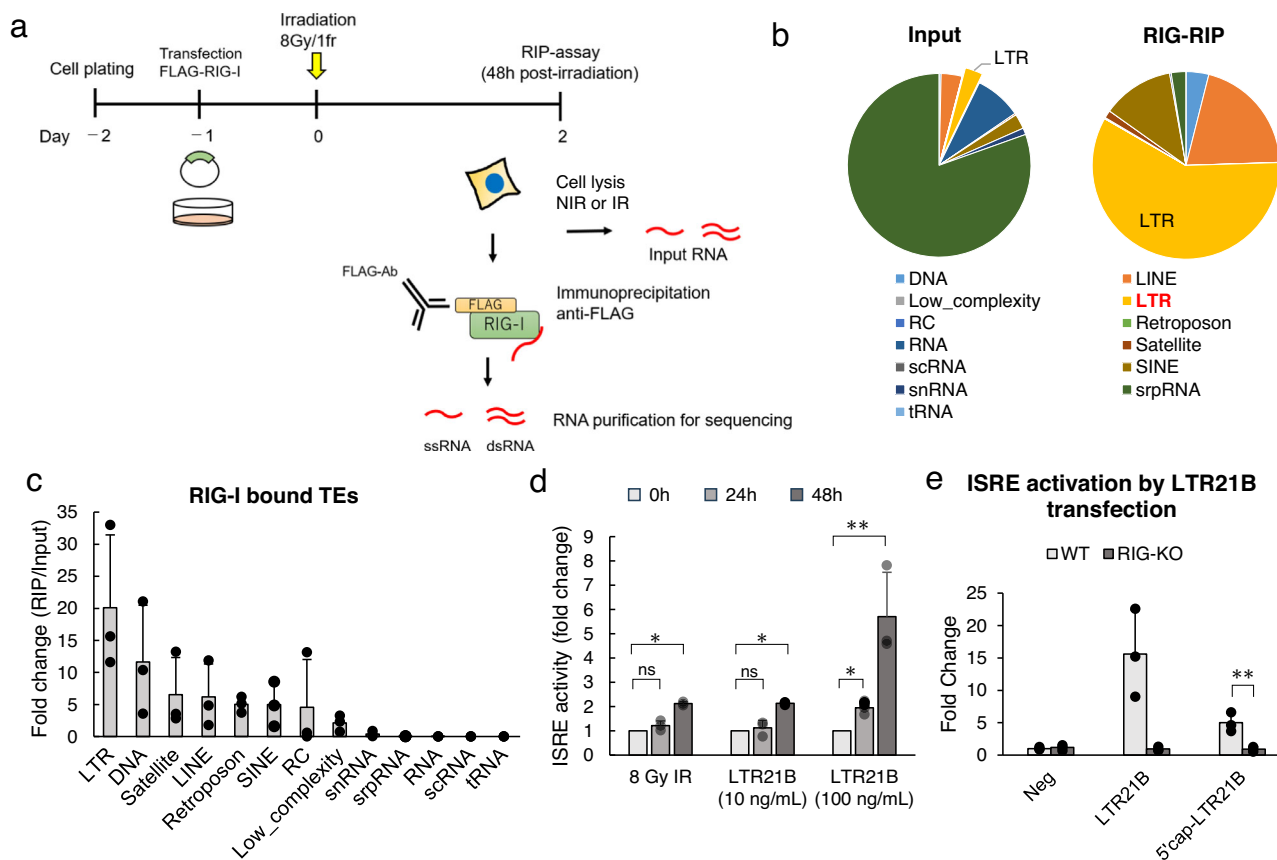 a
Irradiation
8Gy/1fr
Transfection
FLAG-RIG-I
Cell plating
RIP-assay
(48h post-irradiation)
Day
−2
−1
0
2
Cell lysis
NIR or IR
Input RNA
FLAG-Ab
FLAG
RIG-I
Immunoprecipitation
anti-FLAG
RNA purification for sequencing
ssRNA
dsRNA
b
Input
RIG-RIP
LTR
LTR
DNA
LINE
Low_complexity
LTR
RC
Retroposon
RNA
Satellite
scRNA
SINE
snRNA
srpRNA
tRNA
c
RIG-I bound TEs
Fold change (RIP/Input)
35
30
25
20
15
10
5
0
LTR
DNA
Satellite
LINE
Retroposon
SINE
RC
Low_complexity
snRNA
srpRNA
RNA
scRNA
tRNA
d
0h
24h
48h
ISRE activity (fold change)
9
8
7
6
5
4
3
2
1
0
ns
*
ns
*
*
**
8 Gy IR
LTR21B
(10 ng/mL)
LTR21B
(100 ng/mL)
e
ISRE activation by LTR21B
transfection
WT
RIG-KO
Fold Change
25
20
15
10
5
0
**
Neg
LTR21B
5'cap-LTR21B